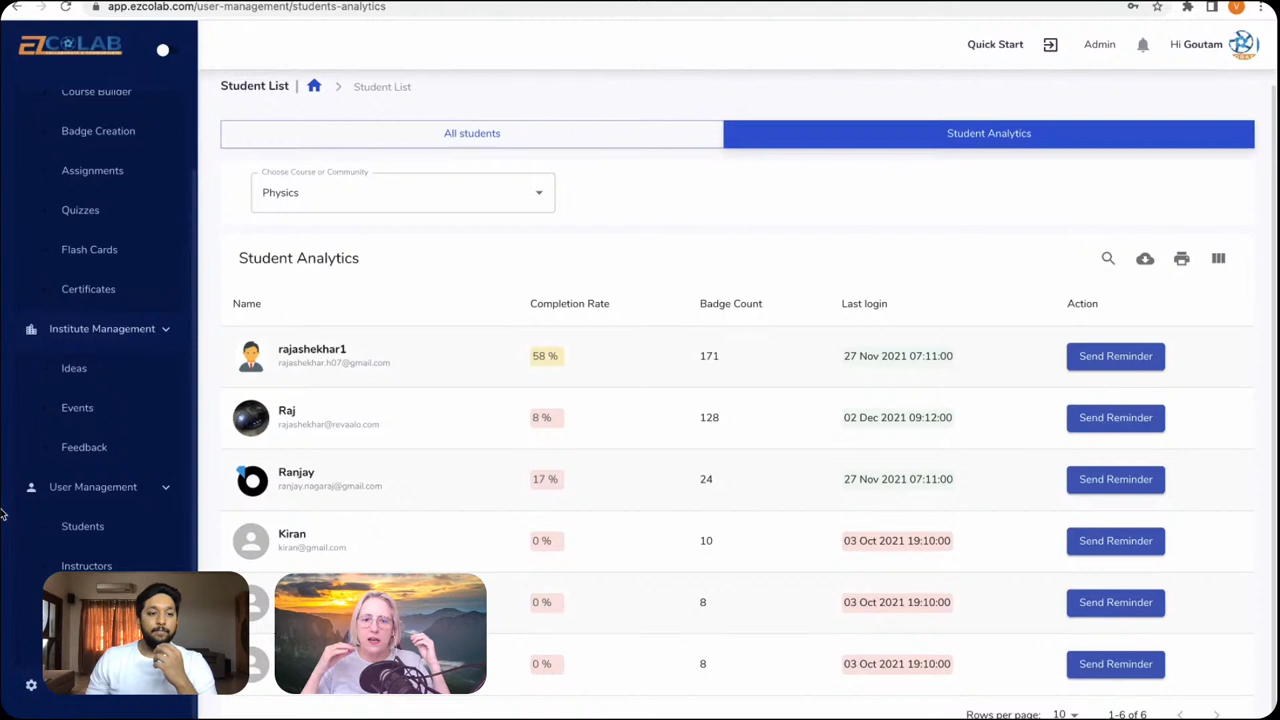 app.ezcolab.com/user-management/students-analytics
V
EZCOLAB
Quick Start
Admin
Hi Goutam
Course Builder
Badge Creation
Assignments
Quizzes
Flash Cards
Certificates
Institute Management
Ideas
Events
Feedback
User Management
Students
Instructors
Student List | > Student List
All students
Student Analytics
Choose Course or Community
Physics
Student Analytics
Name Completion Rate Badge Count Last login Action
rajashekhar1
rajashekhar.h07@gmail.com
58 % 171 27 Nov 2021 07:11:00 Send Reminder
Raj
rajashekhar@revaalo.com
8 % 128 02 Dec 2021 09:12:00 Send Reminder
Ranjay
ranjay.nagaraj@gmail.com
17 % 24 27 Nov 2021 07:11:00 Send Reminder
Kiran
kiran@gmail.com
0 % 10 03 Oct 2021 19:10:00 Send Reminder
0 % 8 03 Oct 2021 19:10:00 Send Reminder
0 % 8 03 Oct 2021 19:10:00 Send Reminder
Rows per page: 10 1-6 of 6